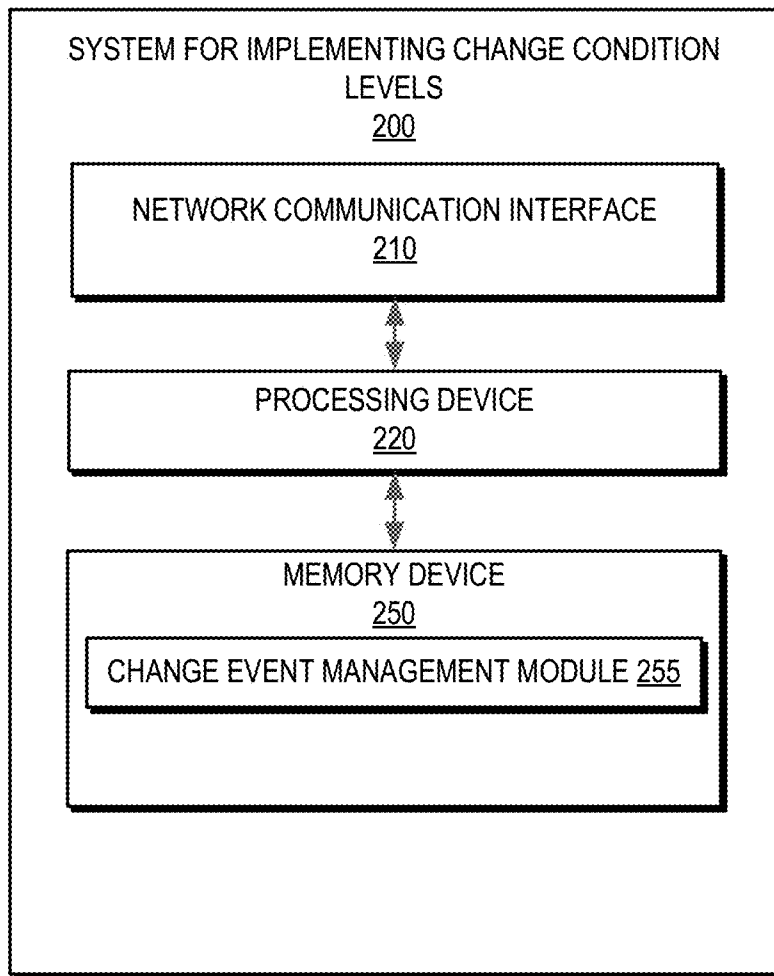 SYSTEM FOR IMPLEMENTING CHANGE CONDITION
LEVELS
200
NETWORK COMMUNICATION INTERFACE
210
PROCESSING DEVICE
220
MEMORY DEVICE
250
CHANGE EVENT MANAGEMENT MODULE 255